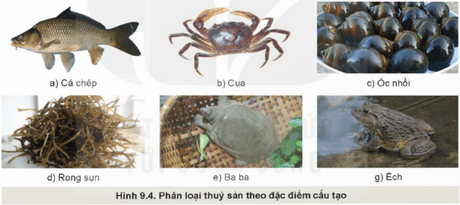 a) Cá chép
b) Cua
c) Ốc nhồi
d) Rong sụn
e) Ba ba
g) Ếch
Hình 9.4. Phân loại thuỷ sản theo đặc điểm cấu tạo